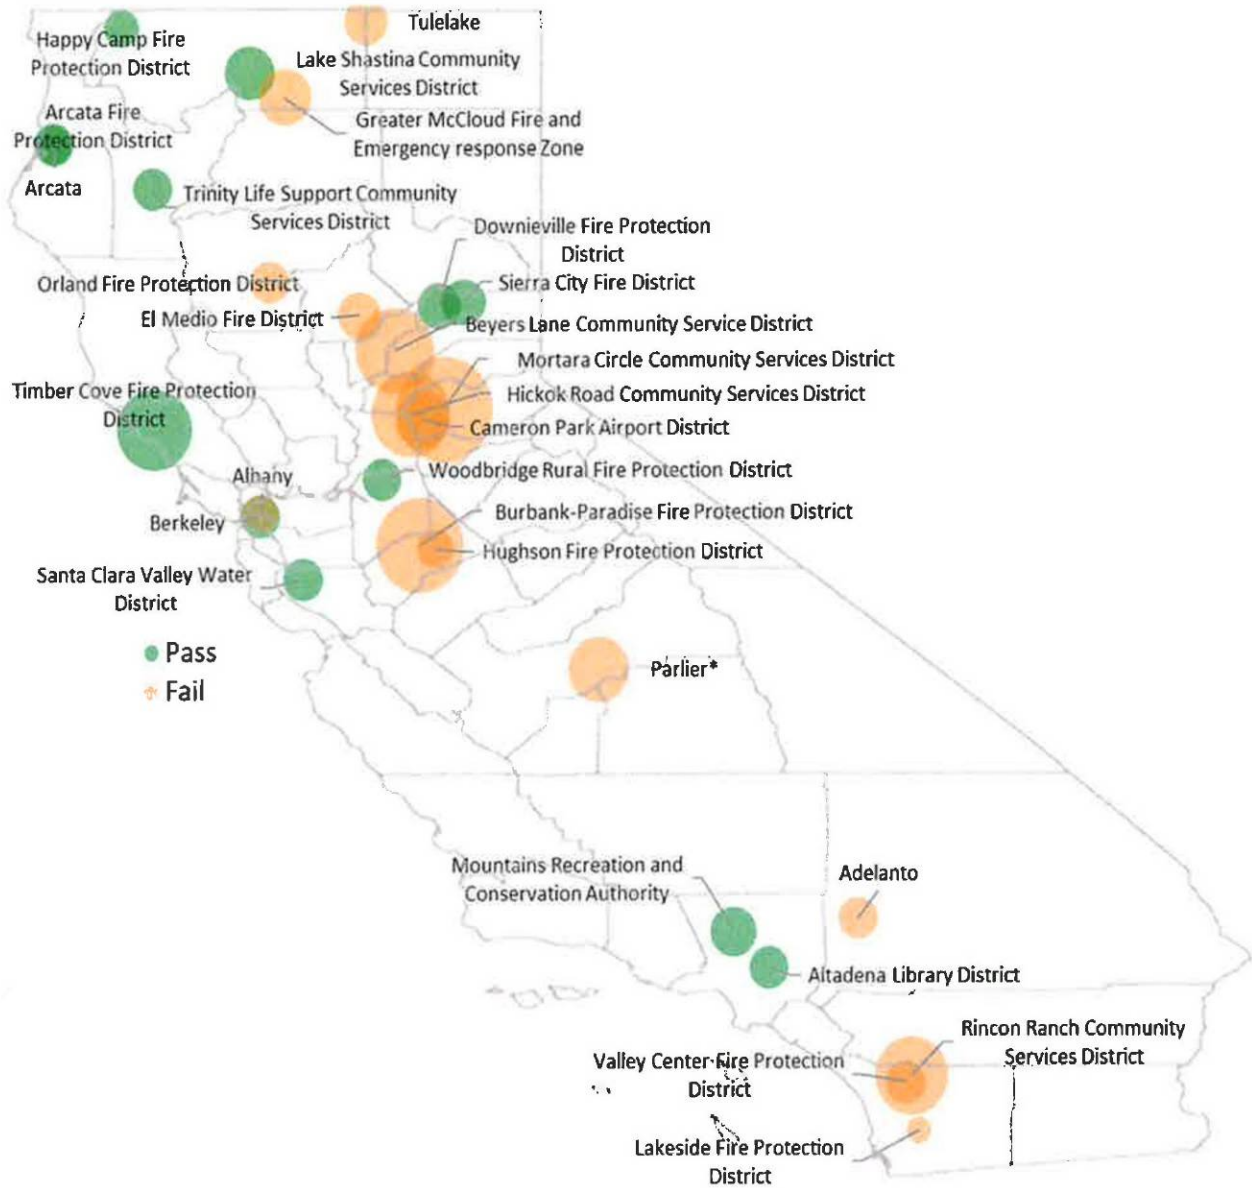 Tulelake
Happy Camp Fire
Protection District
Lake Shastina Community
Services District
Arcata Fire
Protection District
Greater McCloud Fire and
Emergency response Zone
Arcata
Trinity Life Support Community
Services District
Downieville Fire Protection
District
Orland Fire Protection District
Sierra City Fire District
El Medio Fire District
Beyers Lane Community Service District
Mortara Circle Community Services District
Timber Cove Fire Protection
District
Hickok Road Community Services District
Cameron Park Airport District
Woodbridge Rural Fire Protection District
Albany
Berkeley
Burbank-Paradise Fire Protection District
Hughson Fire Protection District
Santa Clara Valley Water
District
Pass
Fail
Parlier*
Mountains Recreation and
Conservation Authority
Adelanto
Altadena Library District
Rincon Ranch Community
Services District
Valley Center Fire Protection
District
Lakeside Fire Protection
District